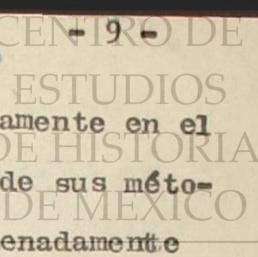 CENTRO DE
- 9 -
ESTUDIOS
amente en el
DE HISTORIA
de sus méto-
DE MEXICO
enadamente